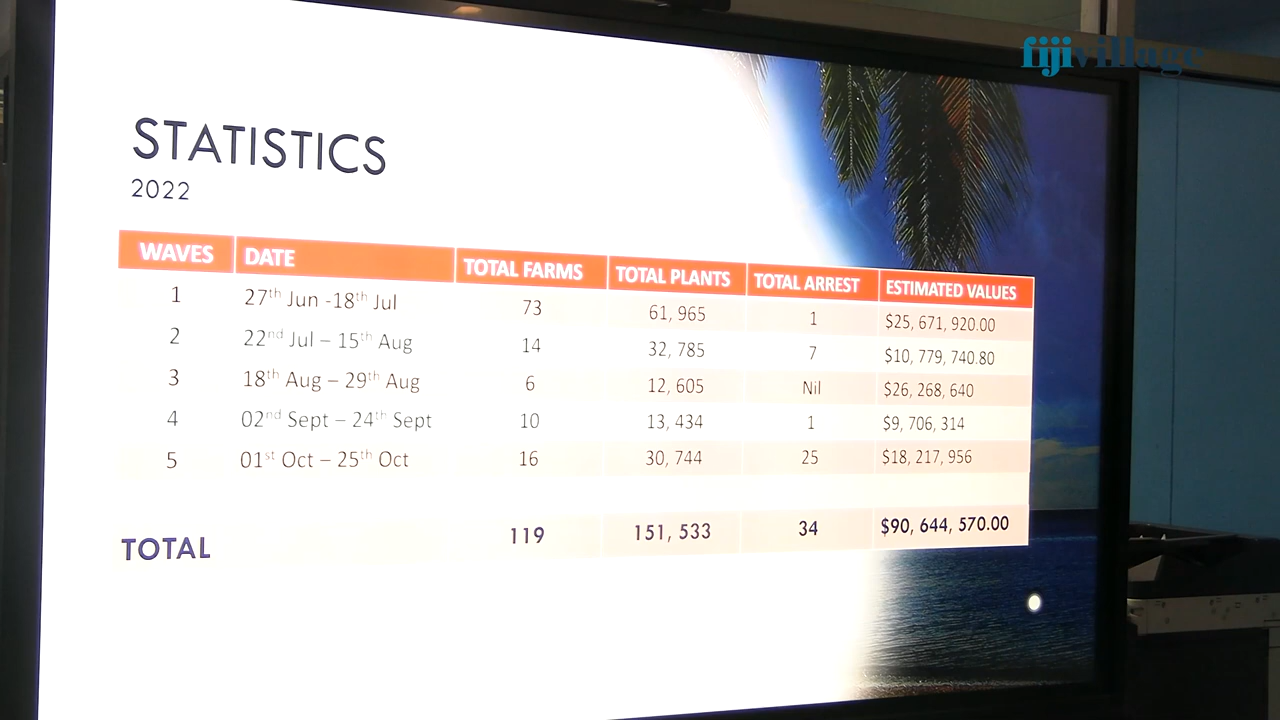 fijivillage
STATISTICS
2022
WAVES DATE TOTAL FARMS TOTAL PLANTS TOTAL ARREST ESTIMATED VALUES
1 27th Jun -18th Jul 73 61, 965 1 $25, 671, 920.00
2 22nd Jul – 15th Aug 14 32, 785 7 $10, 779, 740.80
3 18th Aug – 29th Aug 6 12, 605 Nil $26, 268, 640
4 02nd Sept – 24th Sept 10 13, 434 1 $9, 706, 314
5 01st Oct – 25th Oct 16 30, 744 25 $18, 217, 956
TOTAL 119 151, 533 34 $90, 644, 570.00